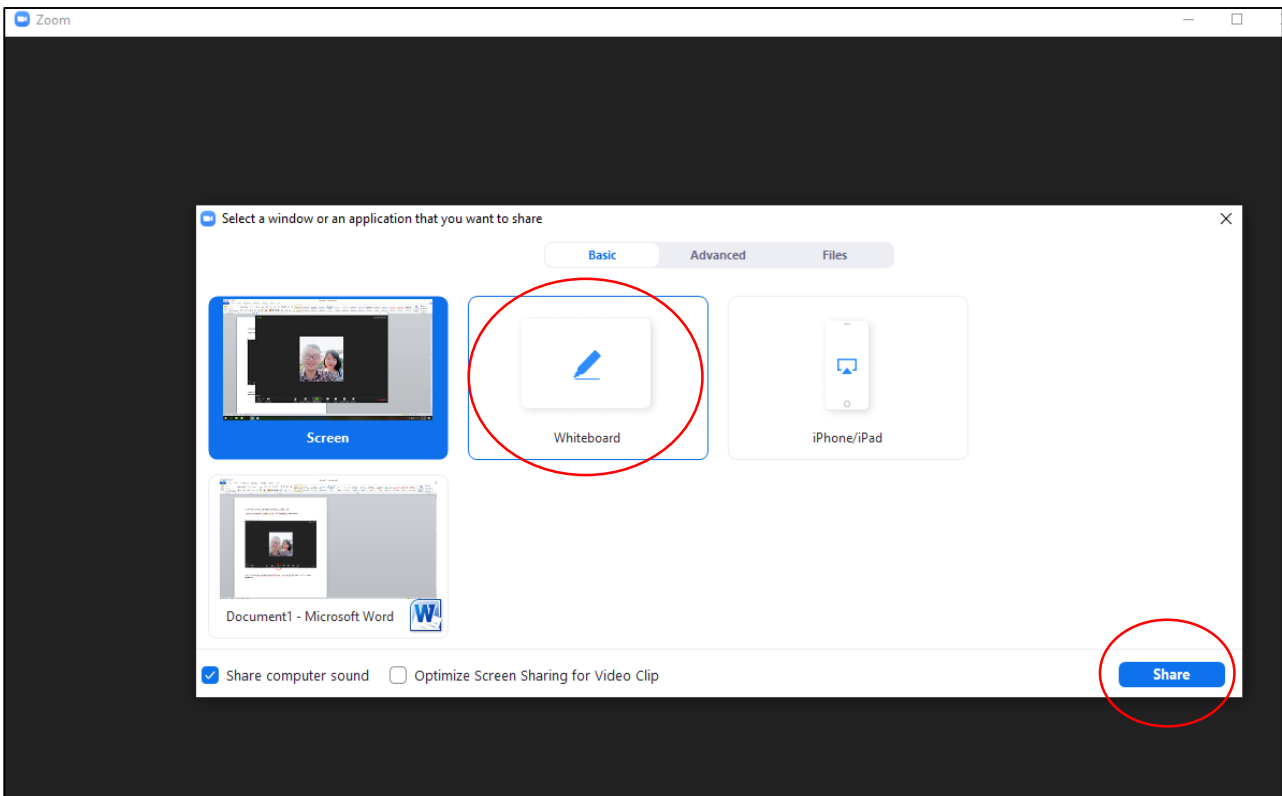 Zoom
Select a window or an application that you want to share
Basic Advanced Files
Screen
Whiteboard
iPhone/iPad
Document1 - Microsoft Word
W
Share computer sound Optimize Screen Sharing for Video Clip
Share